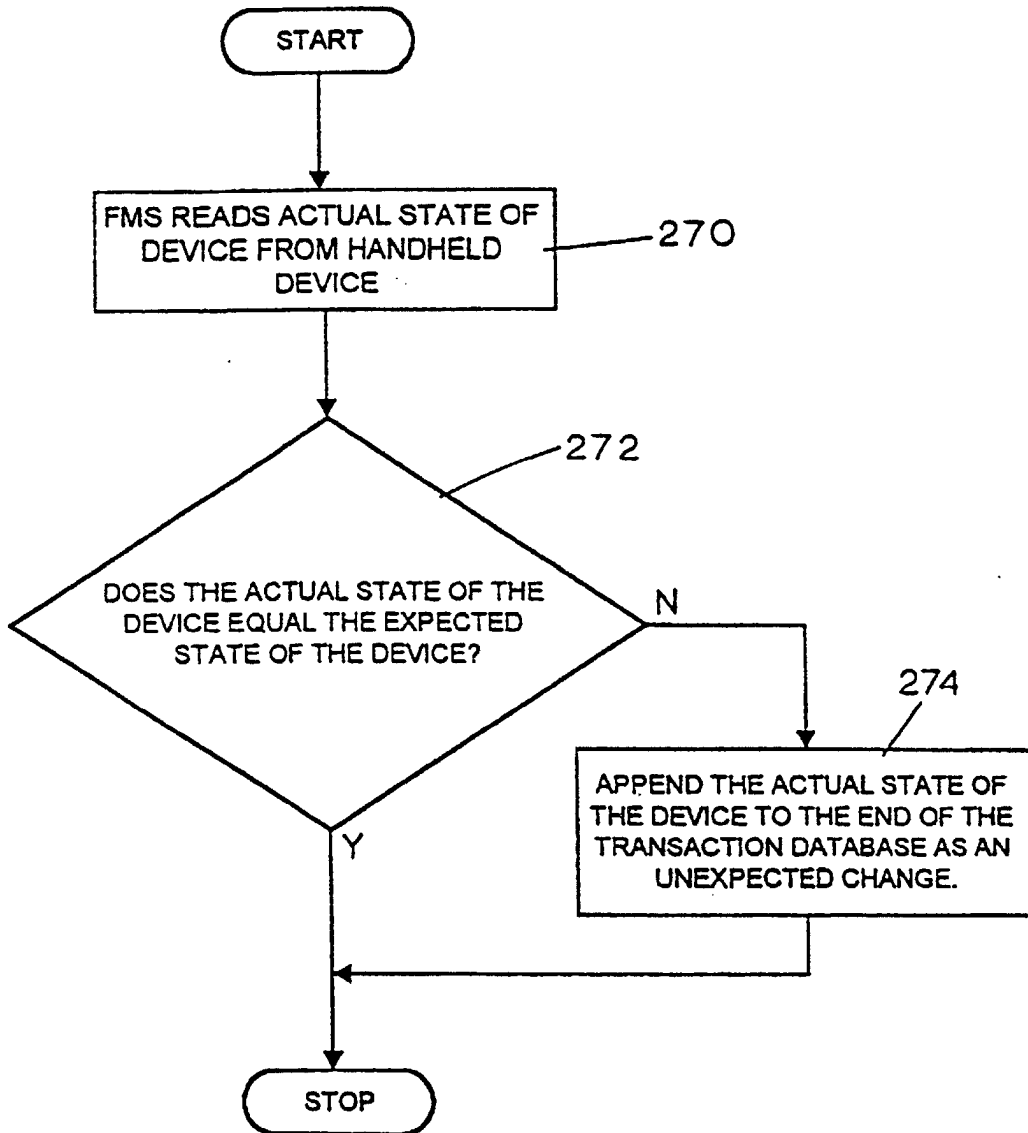 START
FMS READS ACTUAL STATE OF
DEVICE FROM HANDHELD
DEVICE
270
272
DOES THE ACTUAL STATE OF THE
DEVICE EQUAL THE EXPECTED
STATE OF THE DEVICE?
N
274
APPEND THE ACTUAL STATE OF
THE DEVICE TO THE END OF THE
TRANSACTION DATABASE AS AN
UNEXPECTED CHANGE.
Y
STOP